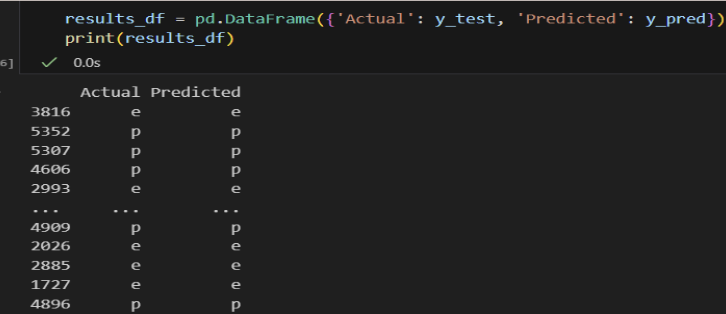 results_df = pd.DataFrame({'Actual': y_test, 'Predicted': y_pred})
print(results_df)
6] ✓ 0.0s
Actual Predicted
3816 e e
5352 p p
5307 p p
4606 p p
2993 e e
... ... ...
4909 p p
2026 e e
2885 e e
1727 e e
4896 p p